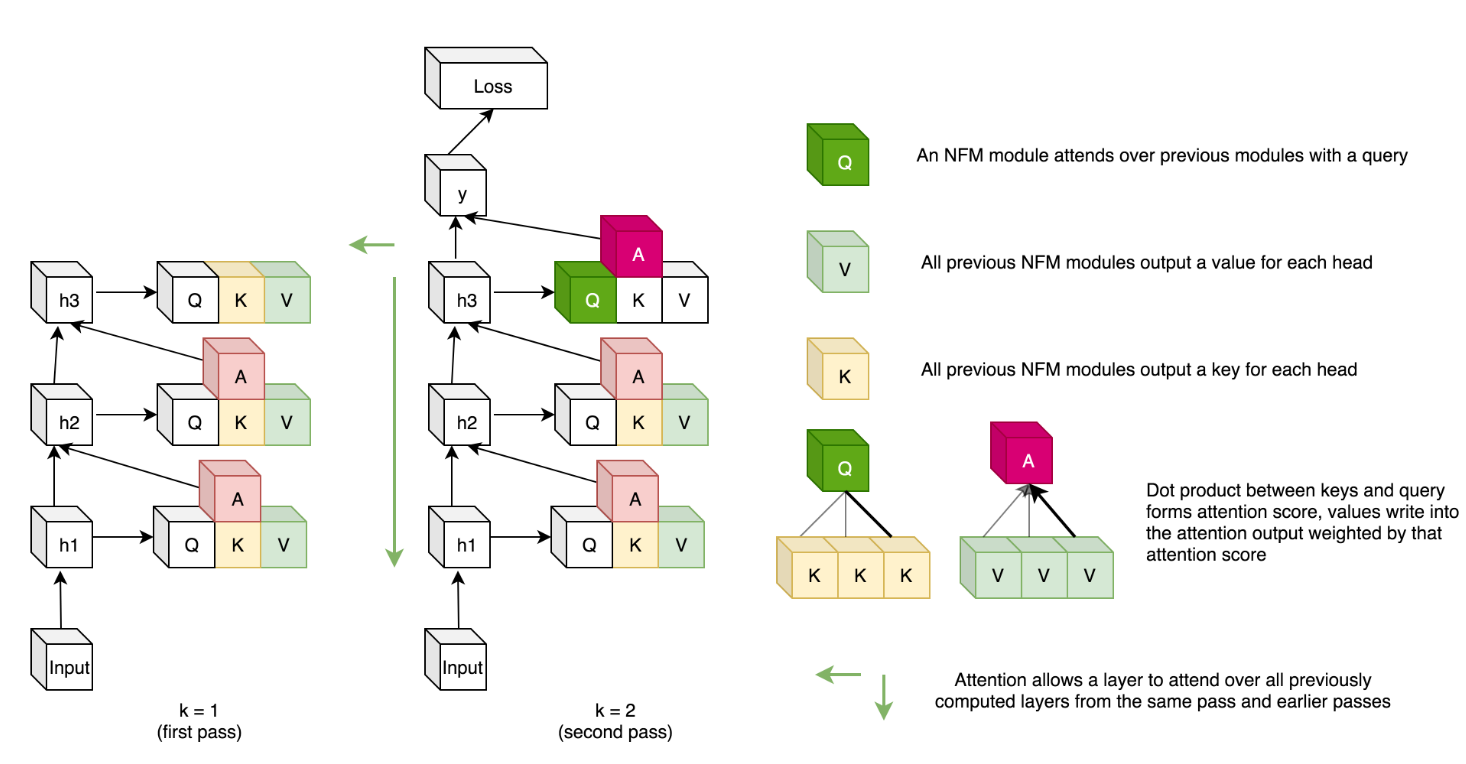 Loss
y
A
h3
Q
K
V
A
h2
Q
K
V
A
h1
Q
K
V
Input
k = 2
(second pass)
h3
Q
K
V
A
h2
Q
K
V
A
h1
Q
K
V
Input
k = 1
(first pass)
Q
An NFM module attends over previous modules with a query
V
All previous NFM modules output a value for each head
K
All previous NFM modules output a key for each head
Q
K
K
K
A
V
V
V
Dot product between keys and query
forms attention score, values write into
the attention output weighted by that
attention score
Attention allows a layer to attend over all previously
computed layers from the same pass and earlier passes